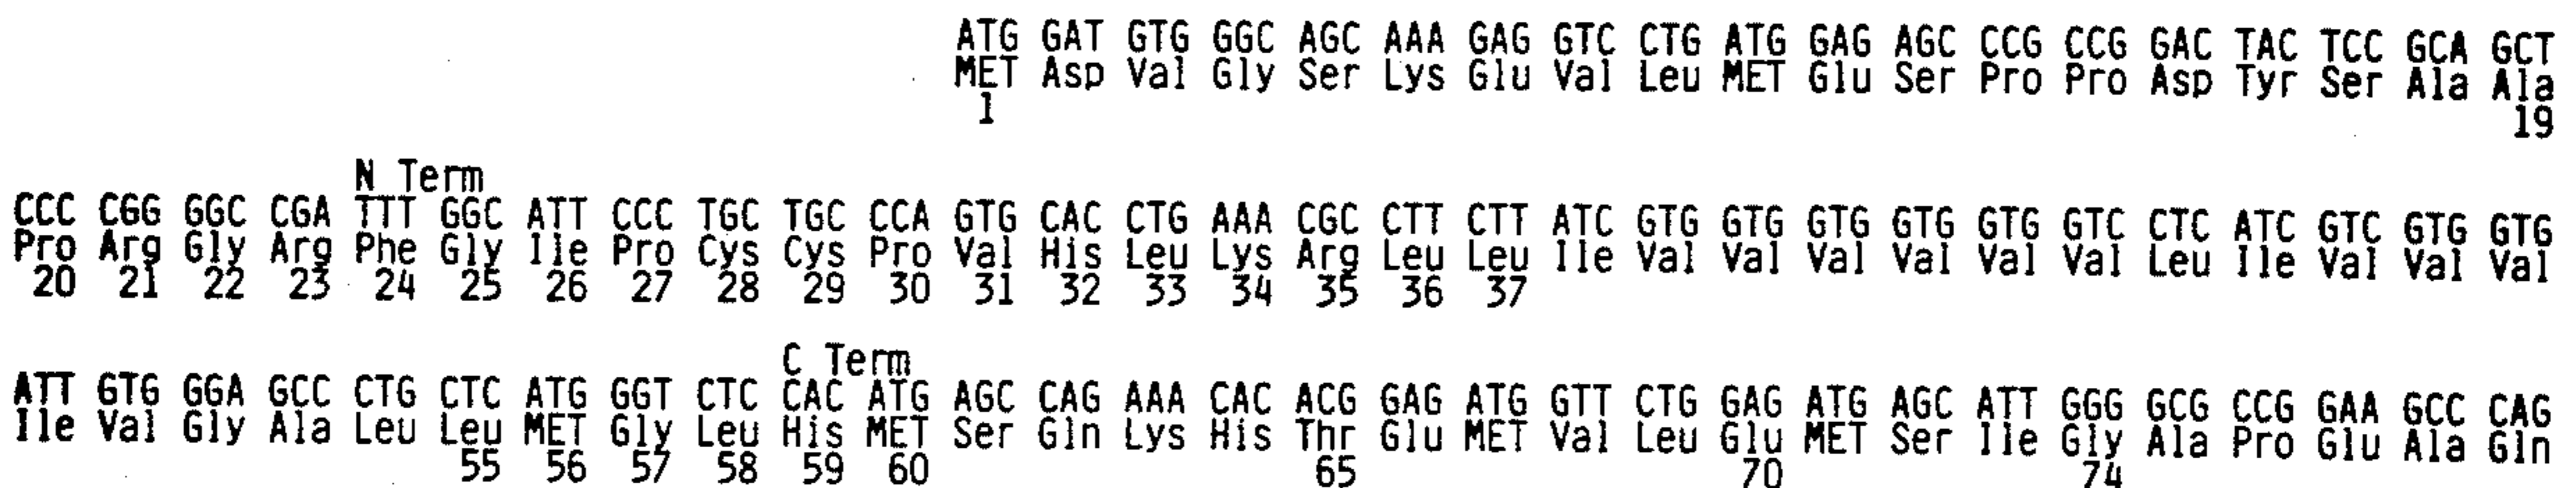 ATG GAT GTG GGC AGC AAA GAG GTC CTG ATG GAG AGC CCG CCG GAC TAC TCC GCA GCT
MET Asp Val Gly Ser Lys Glu Val Leu MET Glu Ser Pro Pro Asp Tyr Ser Ala Ala
1 19
N Term
CCC CGG GGC CGA TTT GGC ATT CCC TGC TGC CCA GTG CAC CTG AAA CGC CTT CTT ATC GTG GTG GTG GTG GTG GTC CTC ATC GTC GTG GTG
Pro Arg Gly Arg Phe Gly Ile Pro Cys Cys Pro Val His Leu Lys Arg Leu Leu Ile Val Val Val Val Val Val Leu Ile Val Val Val
20 21 22 23 24 25 26 27 28 29 30 31 32 33 34 35 36 37
C Term
ATT GTG GGA GCC CTG CTC ATG GGT CTC CAC ATG AGC CAG AAA CAC ACG GAG ATG GTT CTG GAG ATG AGC ATT GGG GCG CCG GAA GCC CAG
Ile Val Gly Ala Leu Leu MET Gly Leu His MET Ser Gln Lys His Thr Glu MET Val Leu Glu MET Ser Ile Gly Ala Pro Glu Ala Gln
55 56 57 58 59 60 65 70 74